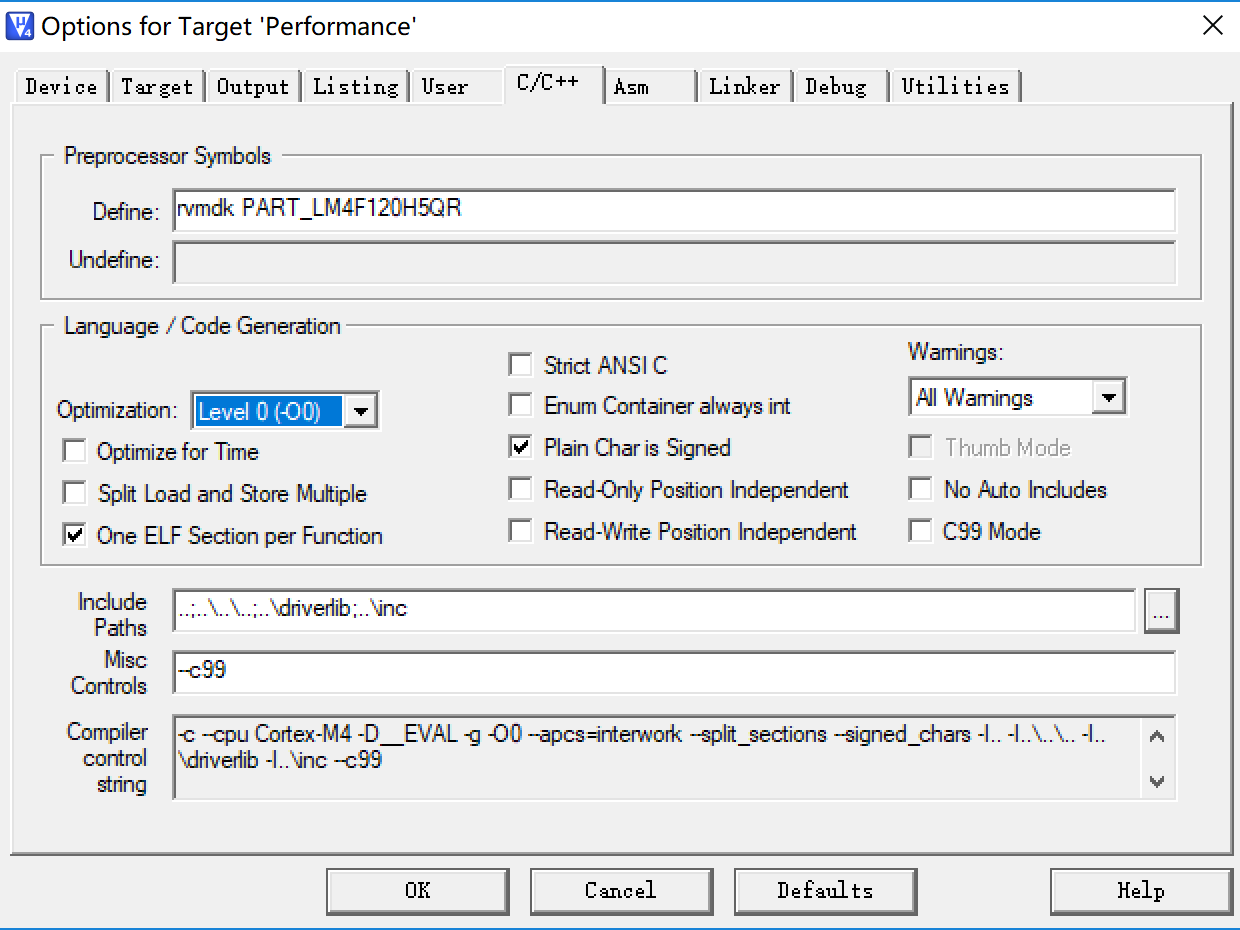 Options for Target 'Performance'
Device Target Output Listing User C/C++ Asm Linker Debug Utilities
Preprocessor Symbols
Define: rvmdk PART_LM4F120H5QR
Undefine:
Language / Code Generation
Optimization: Level 0 (-O0)
Optimize for Time
Split Load and Store Multiple
One ELF Section per Function
Strict ANSI C
Enum Container always int
Plain Char is Signed
Read-Only Position Independent
Read-Write Position Independent
Warnings:
All Warnings
Thumb Mode
No Auto Includes
C99 Mode
Include
Paths
..;..\..\..;..\driverlib;..\inc
...
Misc
Controls
--c99
Compiler
control
string
-c --cpu Cortex-M4 -D__EVAL -g -O0 --apcs=interwork --split_sections --signed_chars -I.. -I..\..\.. -I..
\driverlib -I..\inc --c99
OK Cancel Defaults Help